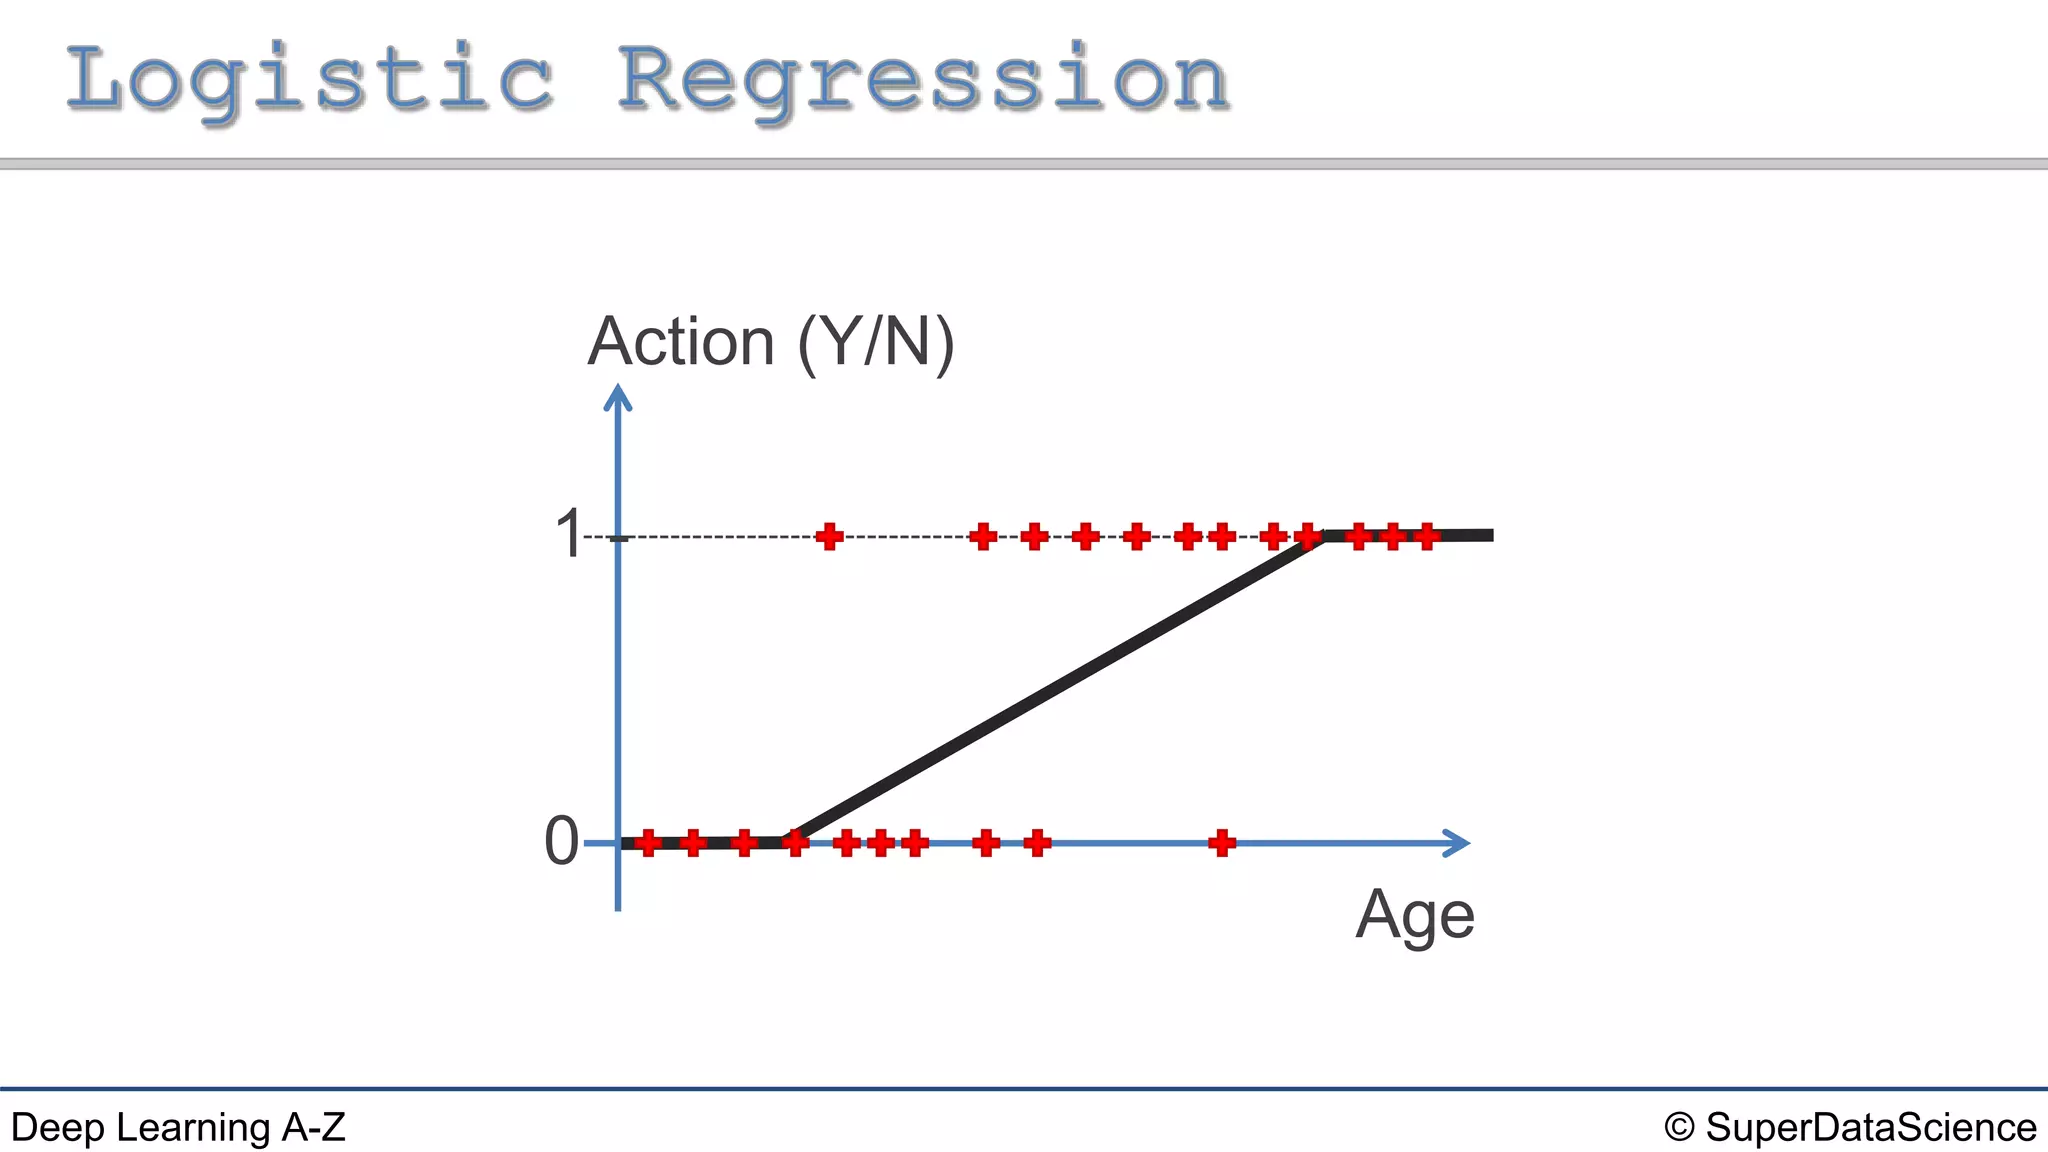 Logistic Regression
Action (Y/N)
1
0
Age
Deep Learning A-Z
© SuperDataScience